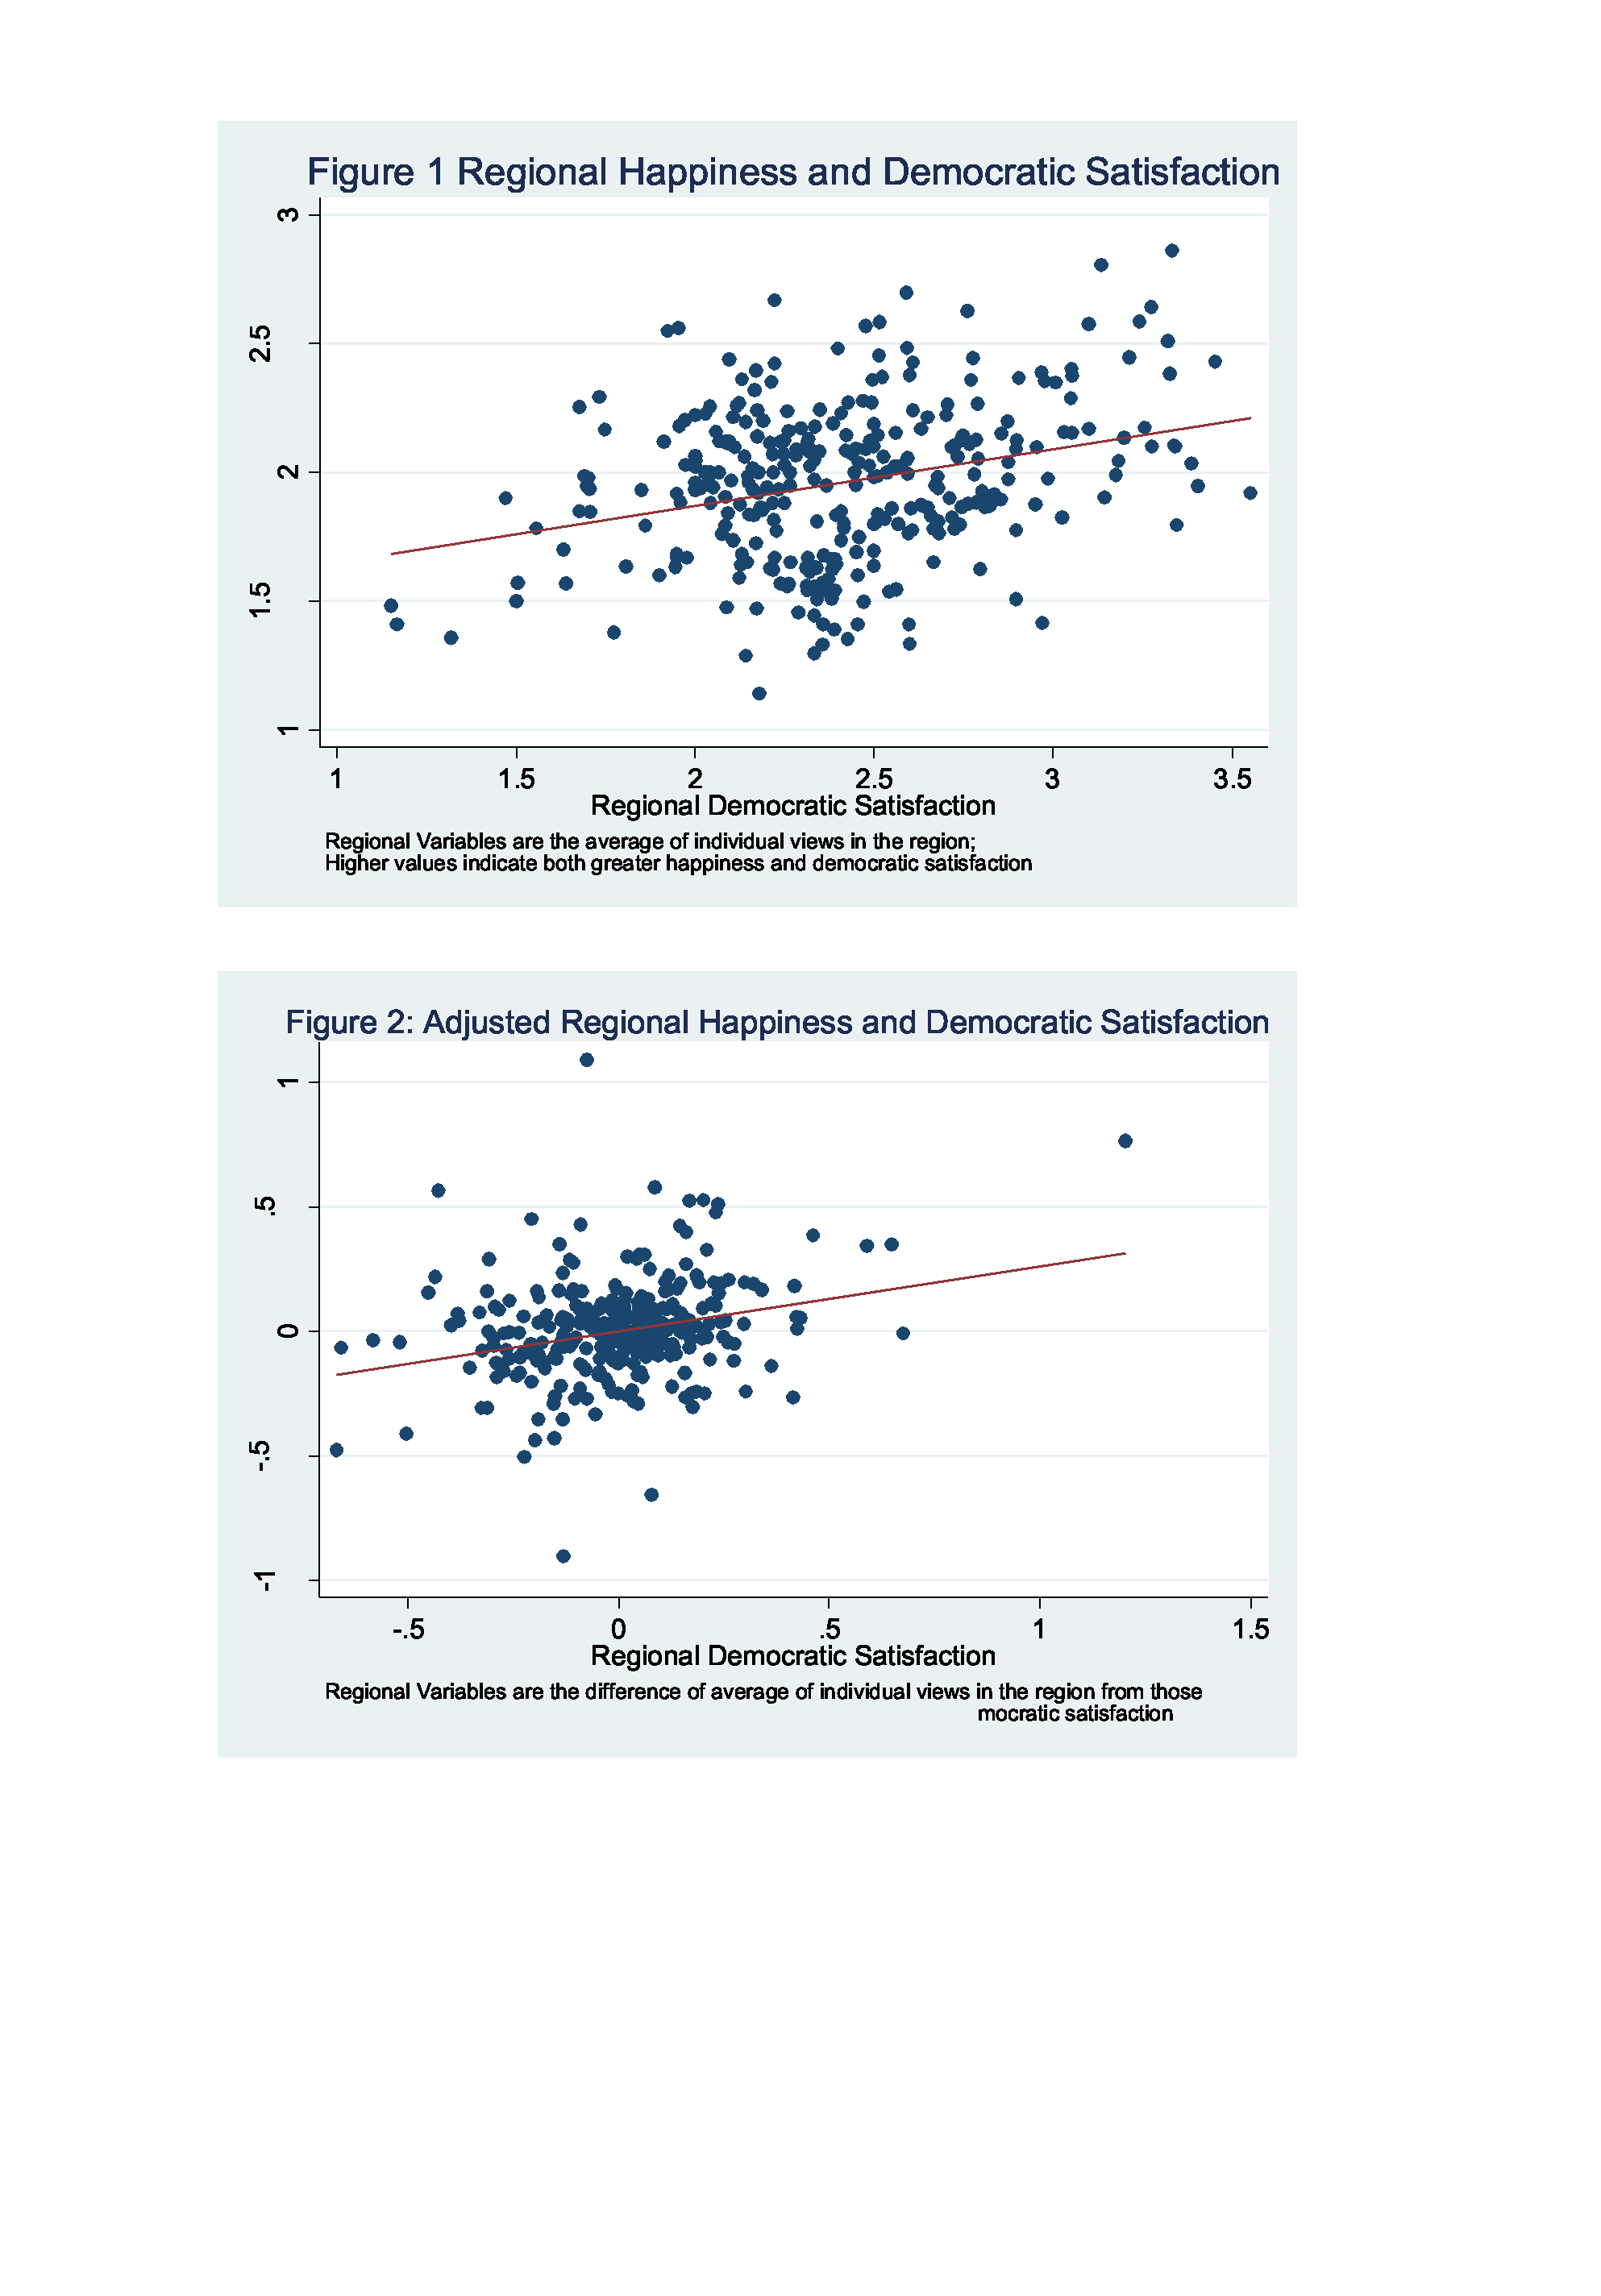 Figure 1 Regional Happiness and Democratic Satisfaction
3
2.5
2
1.5
1
1 1.5 2 2.5 3 3.5
Regional Democratic Satisfaction
Regional Variables are the average of individual views in the region;
Higher values indicate both greater happiness and democratic satisfaction
Figure 2: Adjusted Regional Happiness and Democratic Satisfaction
1
.5
0
-.5
-1
-.5 0 .5 1 1.5
Regional Democratic Satisfaction
Regional Variables are the difference of average of individual views in the region from those
mocratic satisfaction